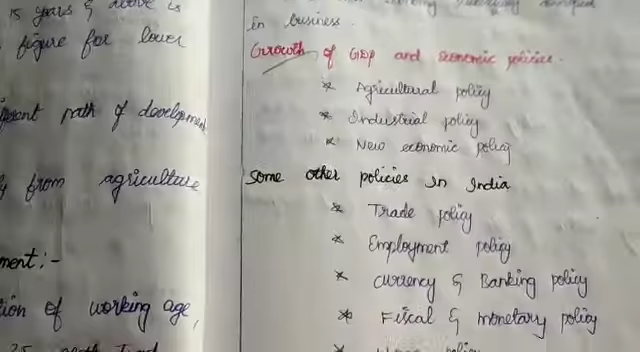 15 years & above is
figure for lower
path of development
from agriculture
ment:-
tion of working age,
in business.
Growth of GDP and economic policies.
* Agricultural policy
* Industrial policy
* New economic policy
Some other policies in India
* Trade policy
* Employment policy
* currency & Banking policy
* Fiscal & monetary policy
* policy